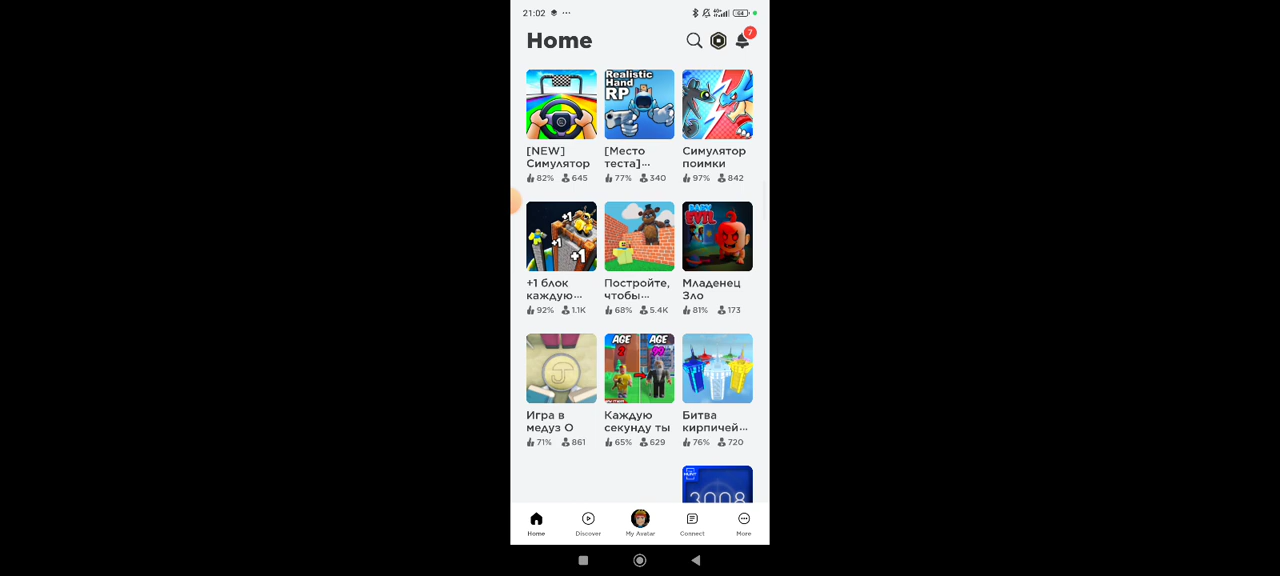 21:02
64
Home
7
Realistic
Hand
RP
[NEW]
Симулятор
82% 645
[Место
теста]...
77% 340
Симулятор
поимки
97% 842
+1
+1
+1
BABY
EVIL
+1 блок
каждую...
92% 1.1K
Постройте,
чтобы...
68% 5.4K
Младенец
Зло
81% 173
AGE
AGE
Игра в
медуз О
71% 861
Каждую
секунду ты
65% 629
Битва
кирпичей...
76% 720
HUNT
3008
Home
Discover
My Avatar
Connect
More